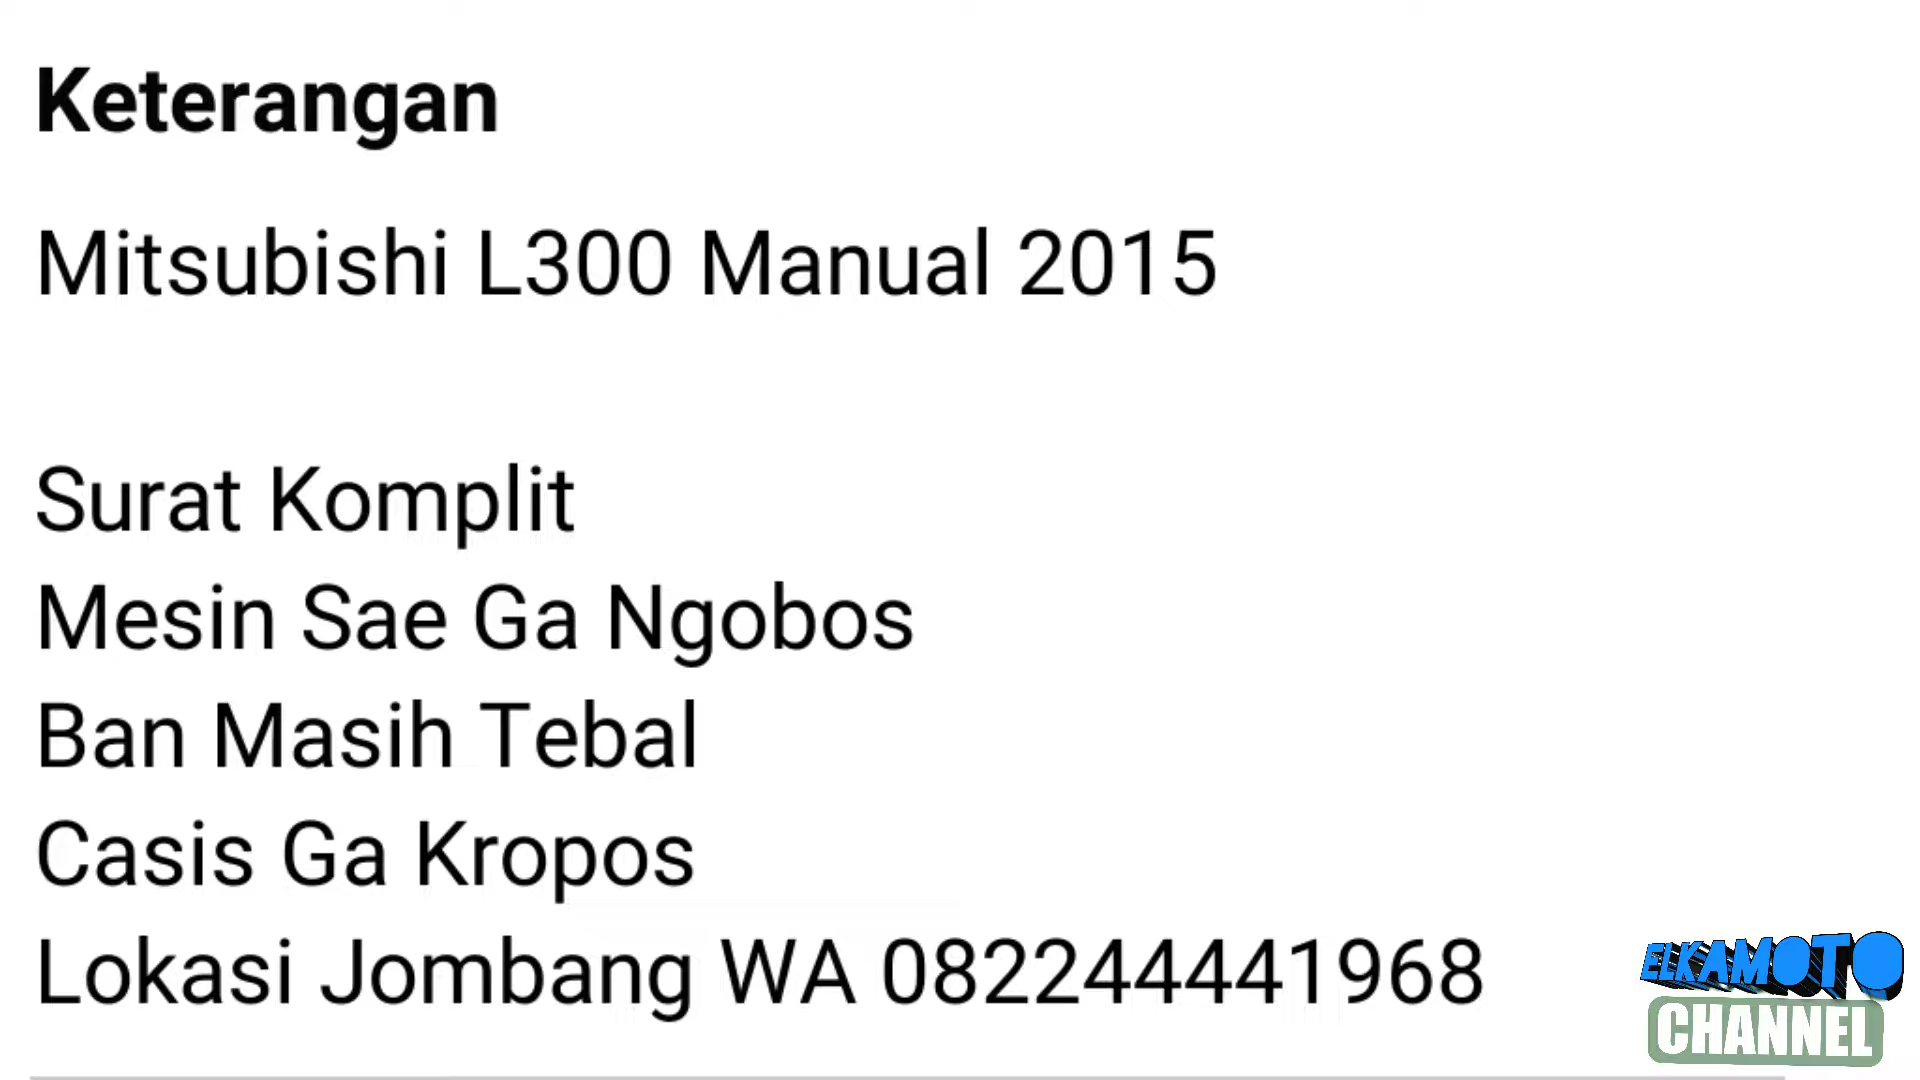 Keterangan
Mitsubishi L300 Manual 2015
Surat Komplit
Mesin Sae Ga Ngobos
Ban Masih Tebal
Casis Ga Kropos
Lokasi Jombang WA 082244441968
ELKAMOTO
CHANNEL